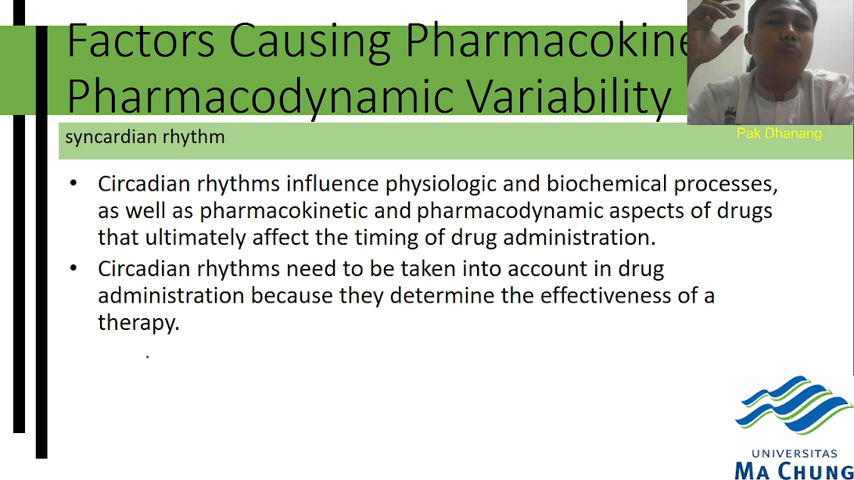 Factors Causing Pharmacokine
Pharmacodynamic Variability
Pak Dhanang
syncardian rhythm
• Circadian rhythms influence physiologic and biochemical processes,
as well as pharmacokinetic and pharmacodynamic aspects of drugs
that ultimately affect the timing of drug administration.
• Circadian rhythms need to be taken into account in drug
administration because they determine the effectiveness of a
therapy.
.
UNIVERSITAS
MA CHUNG